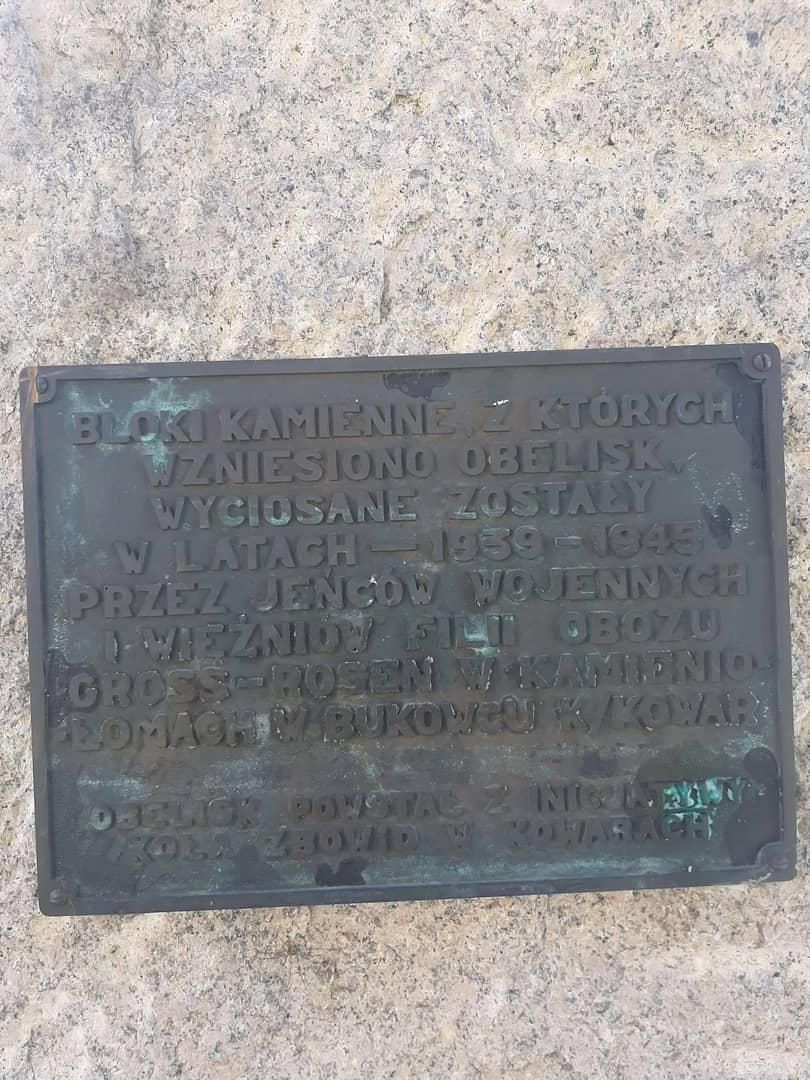 BLOKI KAMIENNE, Z KTÓRYCH
WZNIESIONO OBELISK,
WYCIOSANE ZOSTAŁY
W LATACH — 1939 - 1945
PRZEZ JEŃCÓW WOJENNYCH
I WIĘŹNIÓW FILII OBOZU
GROSS-ROSEN W KAMIENIO-
ŁOMACH W BUKOWCU K/KOWAR
OBELISK POWSTAŁ Z INICJATYWY
KOŁA ZBOWID W KOWARACH